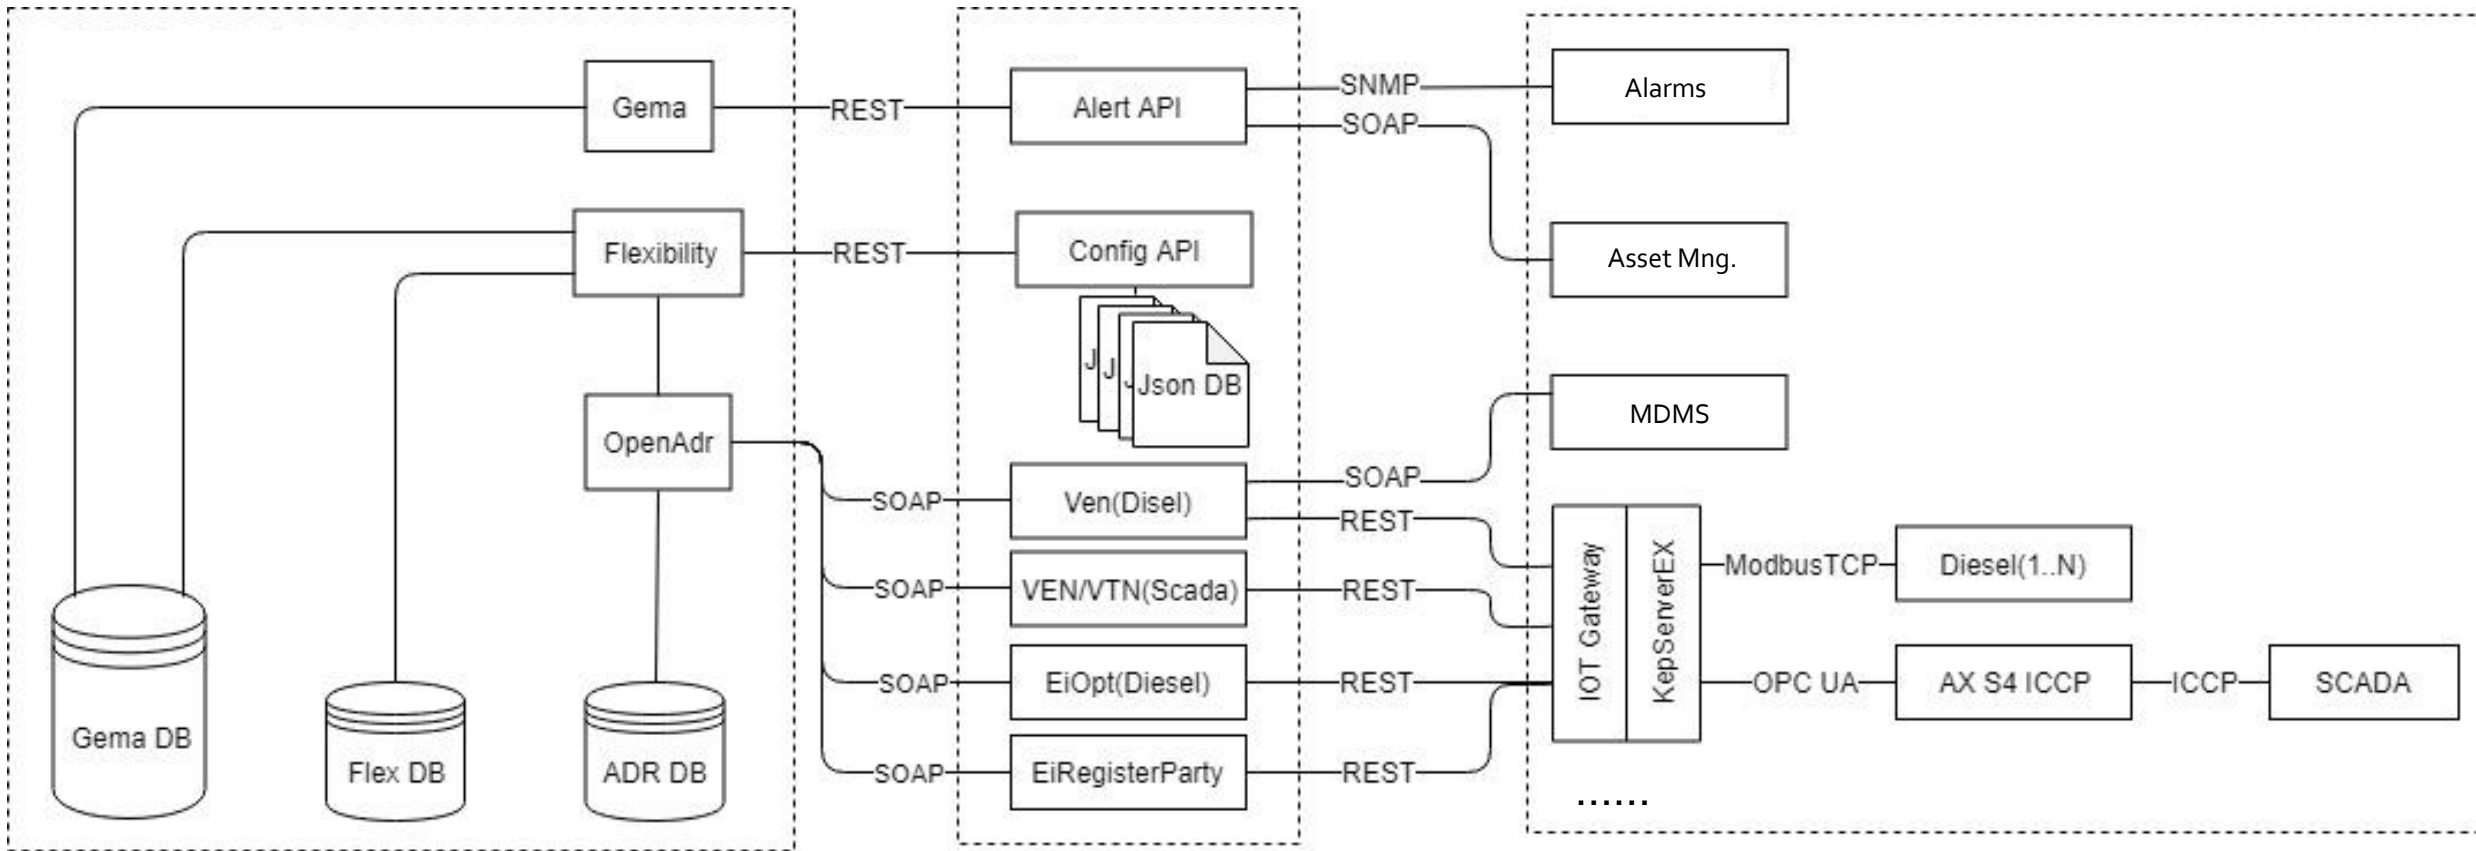 Gema
REST
Alert API
SNMP
SOAP
Alarms
Flexibility
REST
Config API
Asset Mng.
J
J
J
Json DB
OpenAdr
MDMS
SOAP
Ven(Disel)
SOAP
REST
SOAP
VEN/VTN(Scada)
REST
SOAP
EiOpt(Diesel)
REST
SOAP
EiRegisterParty
REST
IOT Gateway
KepServerEX
ModbusTCP
Diesel(1..N)
OPC UA
AX S4 ICCP
ICCP
SCADA
Gema DB
Flex DB
ADR DB
......